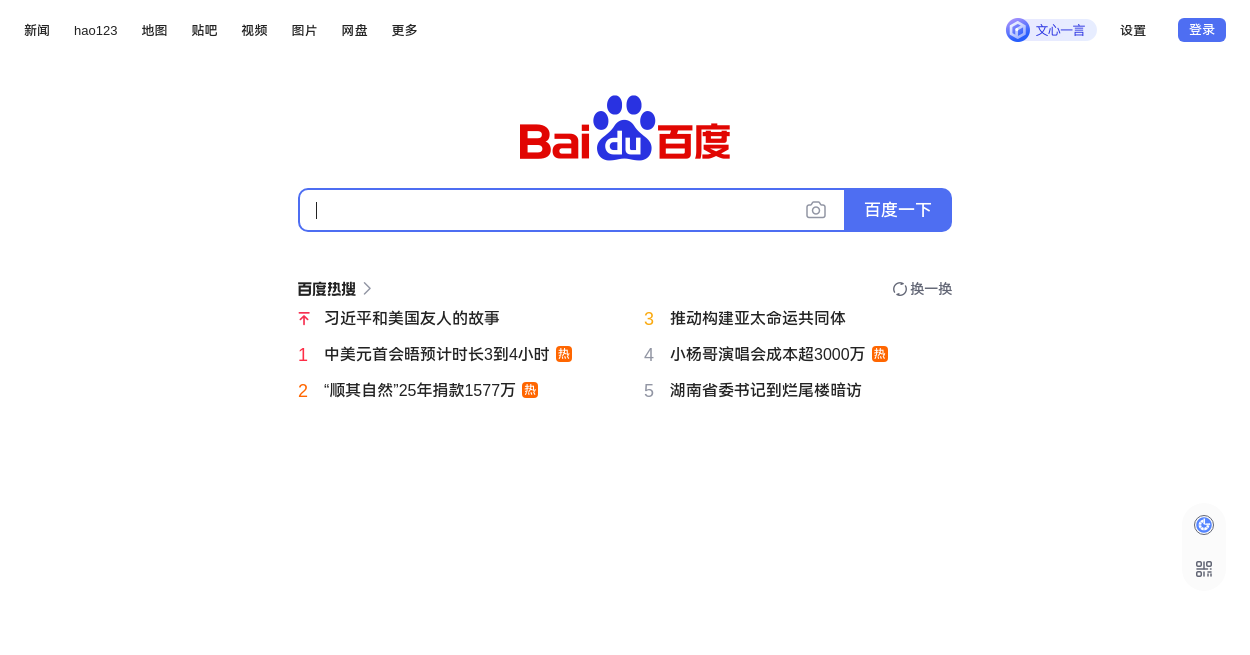 新闻 hao123 地图 贴吧 视频 图片 网盘 更多 文心一言 设置 登录
Bai du 百度
百度一下
百度热搜 换一换
习近平和美国友人的故事
1 中美元首会晤预计时长3到4小时 热
2 “顺其自然”25年捐款1577万 热
3 推动构建亚太命运共同体
4 小杨哥演唱会成本超3000万 热
5 湖南省委书记到烂尾楼暗访